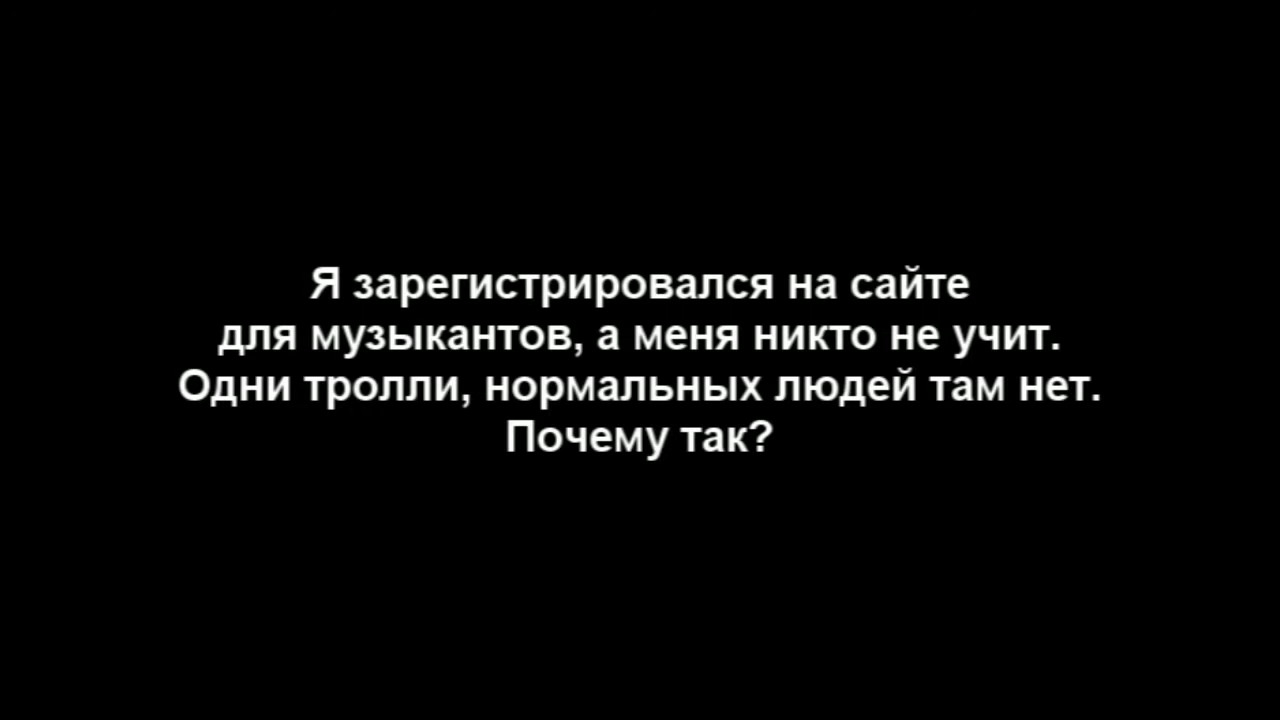 Я зарегистрировался на сайте
для музыкантов, а меня никто не учит.
Одни тролли, нормальных людей там нет.
Почему так?